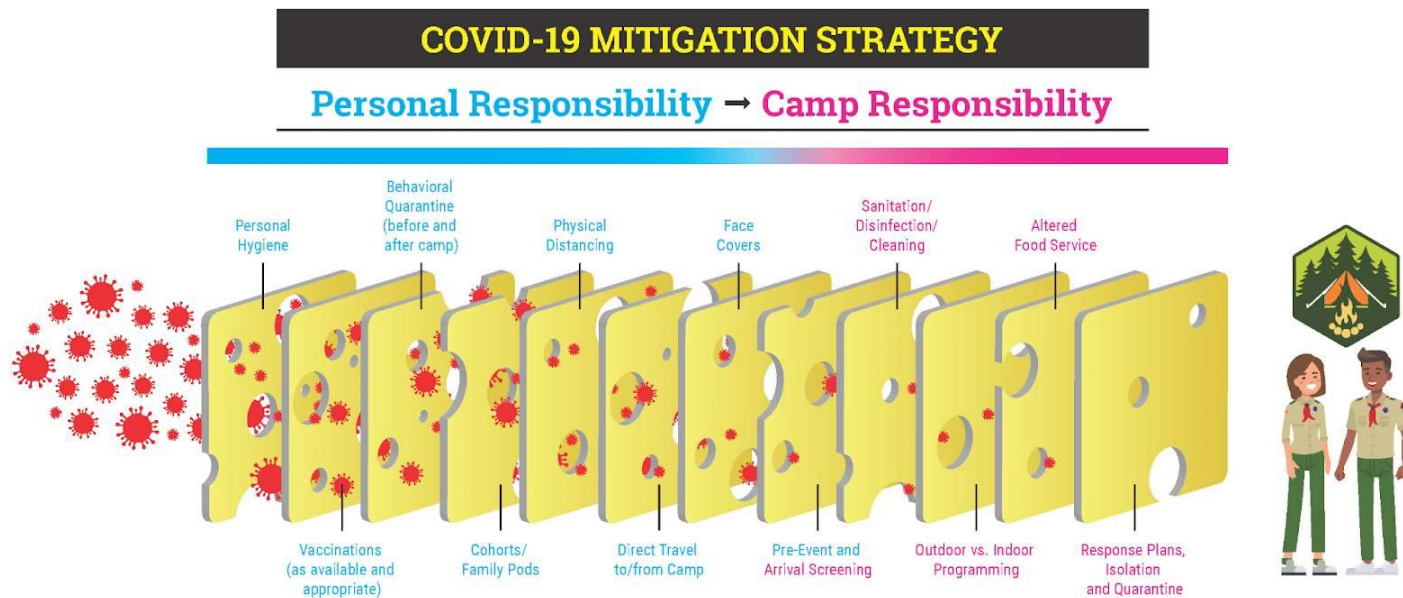 COVID-19 MITIGATION STRATEGY
Personal Responsibility → Camp Responsibility
Personal
Hygiene
Behavioral
Quarantine
(before and
after camp)
Physical
Distancing
Face
Covers
Sanitation/
Disinfection/
Cleaning
Altered
Food Service
Vaccinations
(as available and
appropriate)
Cohorts/
Family Pods
Direct Travel
to/from Camp
Pre-Event and
Arrival Screening
Outdoor vs. Indoor
Programming
Response Plans,
Isolation
and Quarantine